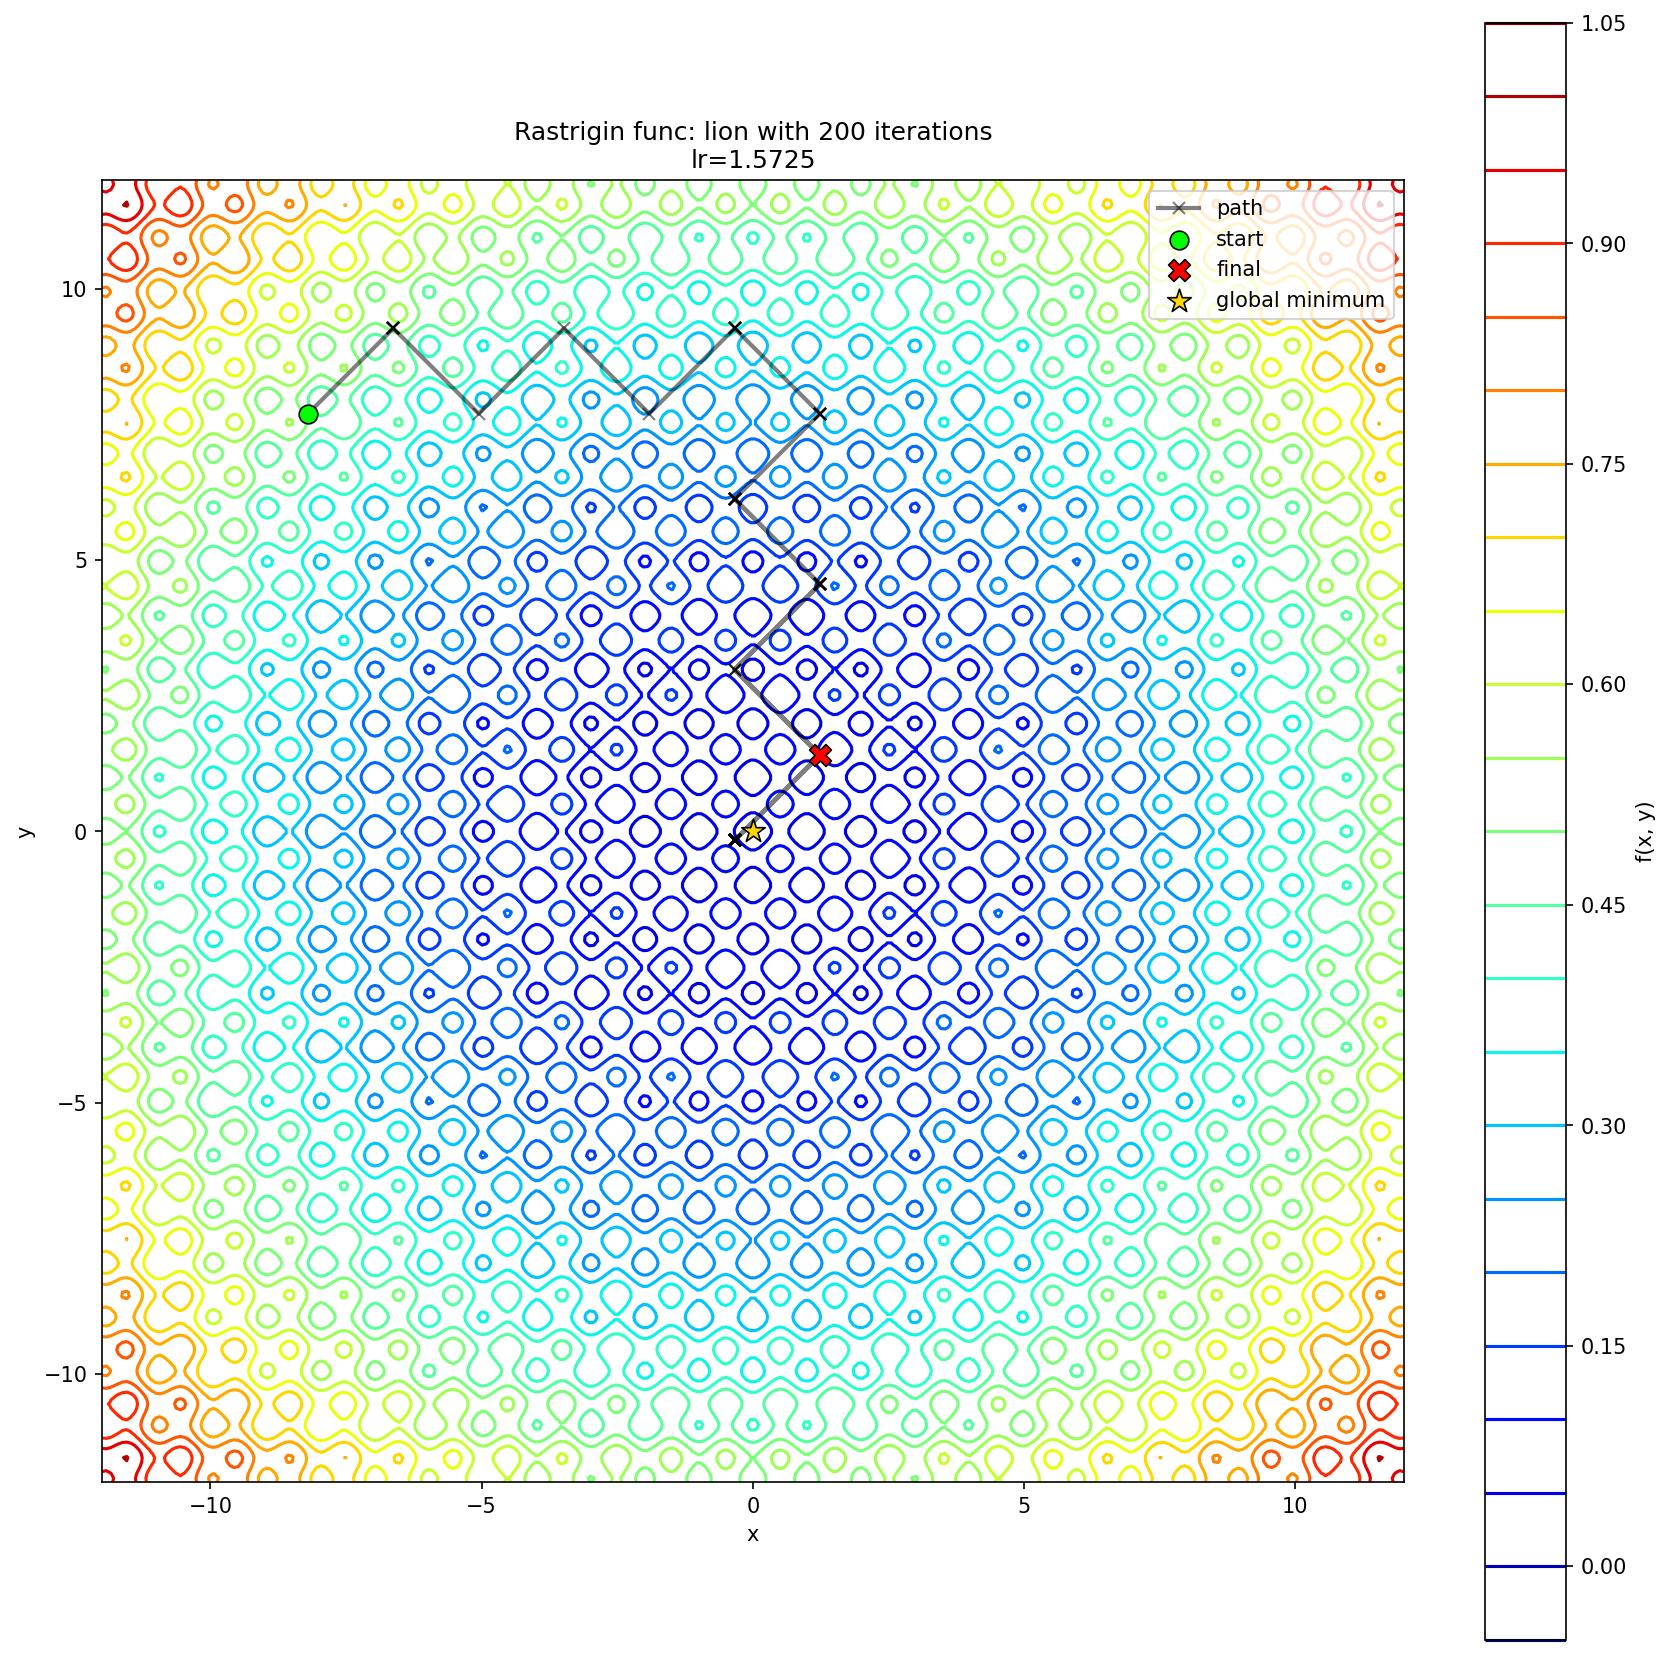 Rastrigin func: lion with 200 iterations
lr=1.5725
path
start
final
global minimum
10
5
0
−5
−10
y
−10
−5
0
5
10
x
1.05
0.90
0.75
0.60
0.45
0.30
0.15
0.00
f(x, y)